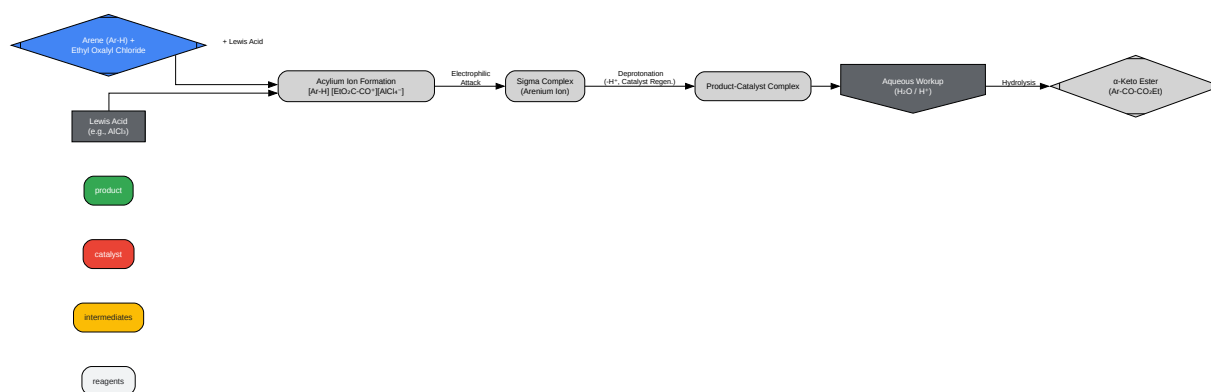 Arene (Ar-H) +
Ethyl Oxalyl Chloride
+ Lewis Acid
Lewis Acid
(e.g., AlCl₃)
Acylium Ion Formation
[Ar-H] [EtO₂C-CO⁺][AlCl₄⁻]
Electrophilic
Attack
Sigma Complex
(Arenium Ion)
Deprotonation
(-H⁺, Catalyst Regen.)
Product-Catalyst Complex
Aqueous Workup
(H₂O / H⁺)
Hydrolysis
α-Keto Ester
(Ar-CO-CO₂Et)
product
catalyst
intermediates
reagents